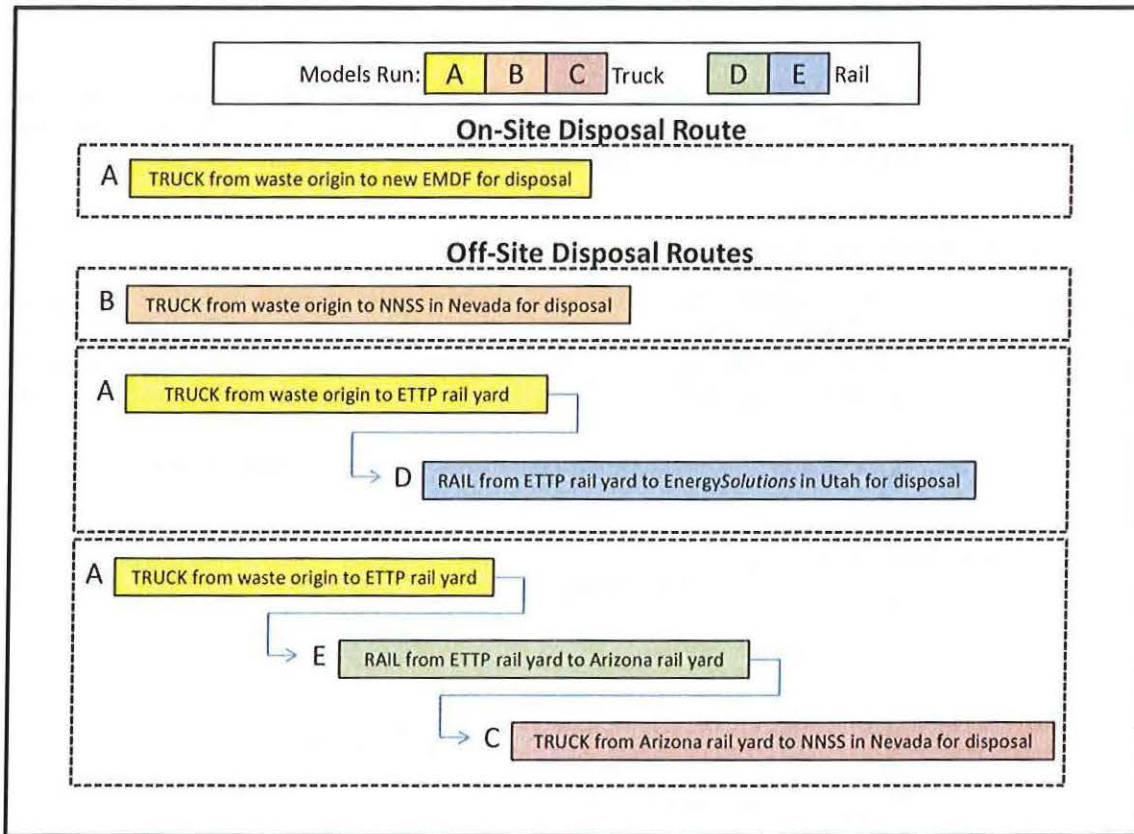 Models Run: A B C Truck D E Rail
On-Site Disposal Route
A TRUCK from waste origin to new EMDF for disposal
Off-Site Disposal Routes
B TRUCK from waste origin to NNSS in Nevada for disposal
A TRUCK from waste origin to ETTP rail yard
D RAIL from ETTP rail yard to EnergySolutions in Utah for disposal
A TRUCK from waste origin to ETTP rail yard
E RAIL from ETTP rail yard to Arizona rail yard
C TRUCK from Arizona rail yard to NNSS in Nevada for disposal